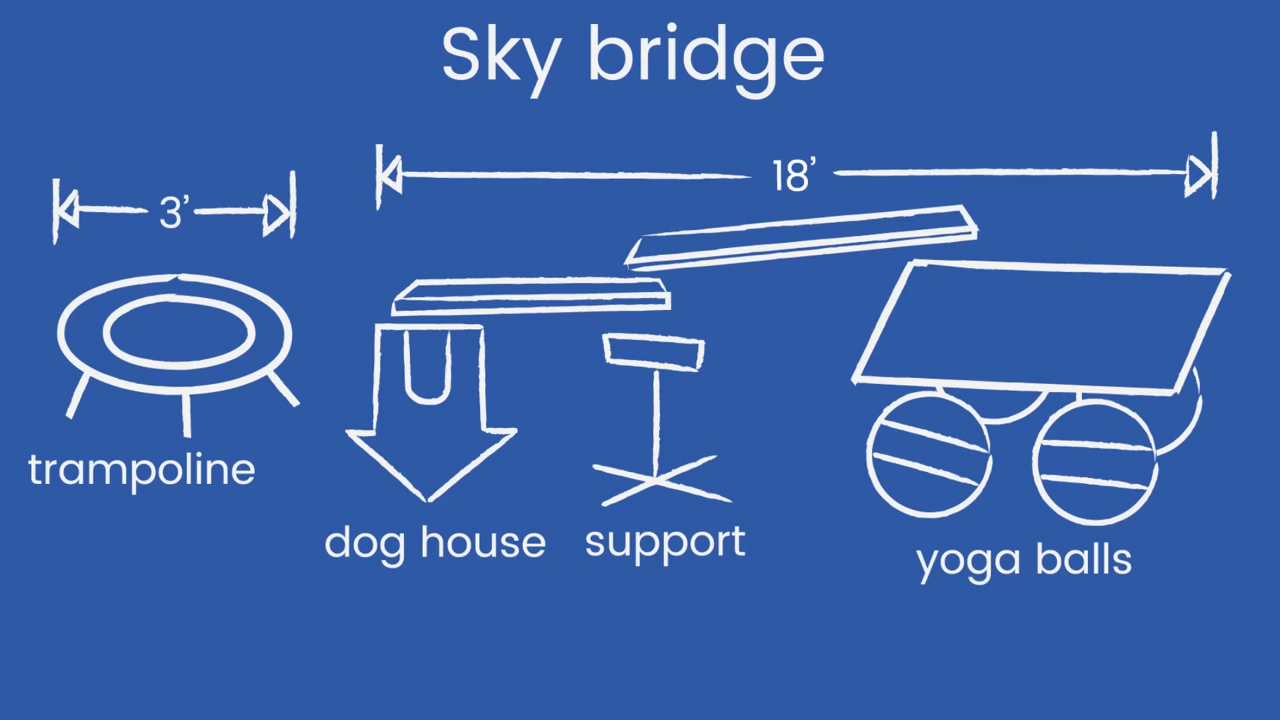 Sky bridge
3’
18’
trampoline
dog house
support
yoga balls